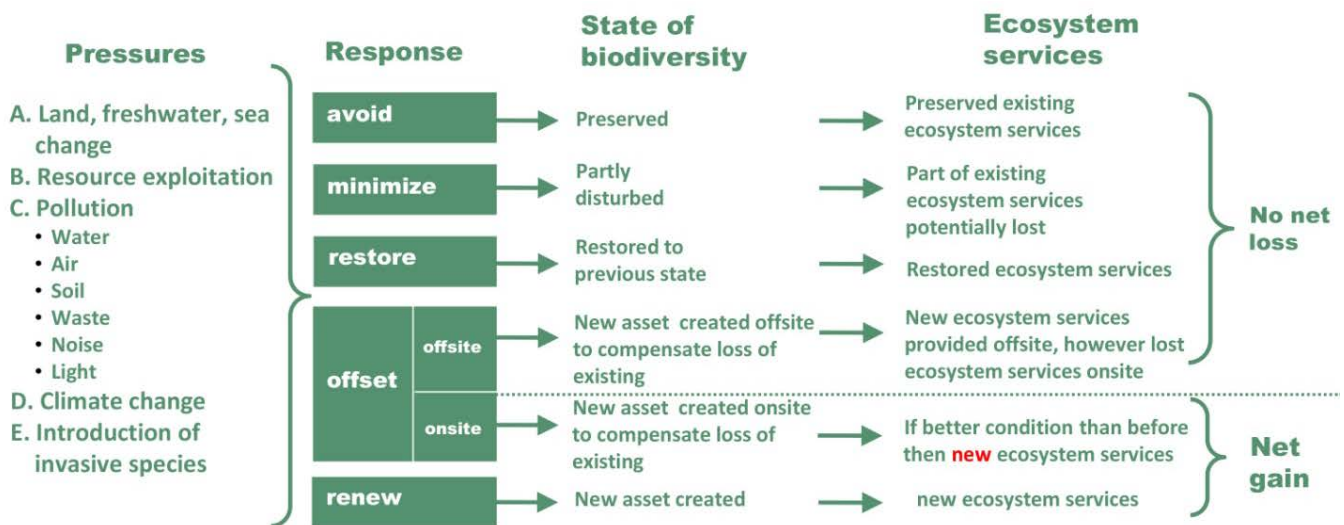 Pressures
A. Land, freshwater, sea
change
B. Resource exploitation
C. Pollution
• Water
• Air
• Soil
• Waste
• Noise
• Light
D. Climate change
E. Introduction of
invasive species
Response
avoid
minimize
restore
offset
offsite
onsite
renew
State of
biodiversity
Preserved
Partly
disturbed
Restored to
previous state
New asset created offsite
to compensate loss of
existing
New asset created onsite
to compensate loss of
existing
New asset created
Ecosystem
services
Preserved existing
ecosystem services
Part of existing
ecosystem services
potentially lost
Restored ecosystem services
New ecosystem services
provided offsite, however lost
ecosystem services onsite
If better condition than before
then new ecosystem services
new ecosystem services
No net
loss
Net
gain